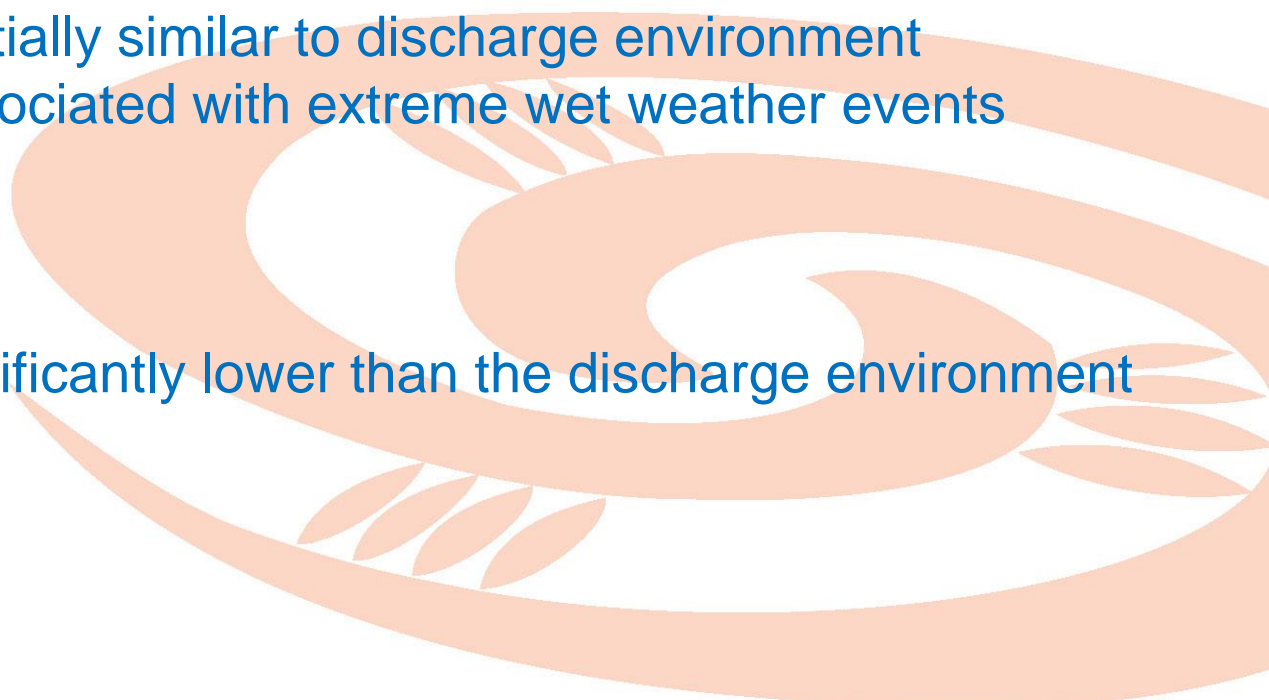 tially similar to discharge environment
ociated with extreme wet weather events
ificantly lower than the discharge environment